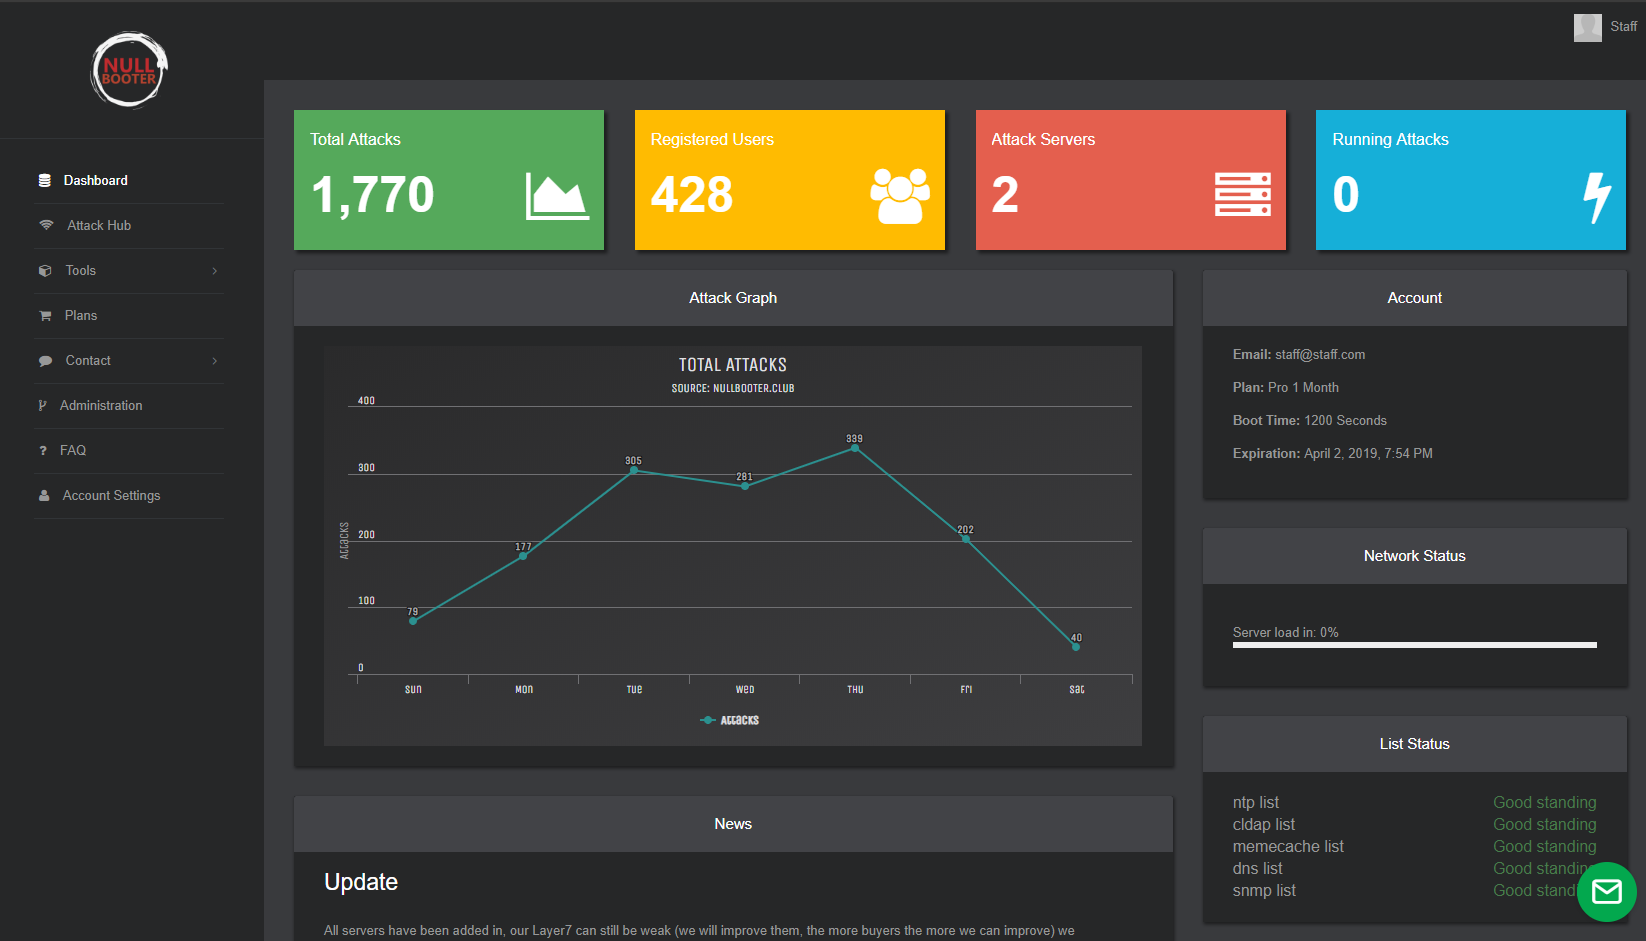 NULL
BOOTER
Staff
Dashboard
Attack Hub
Tools
Plans
Contact
Administration
FAQ
Account Settings
Total Attacks
1,770
Registered Users
428
Attack Servers
2
Running Attacks
0
Attack Graph
TOTAL ATTACKS
SOURCE: NULLBOOTER.CLUB
Attacks
400
300
200
100
0
79
177
305
281
339
202
40
Sun
Mon
Tue
Wed
Thu
Fri
Sat
Attacks
Account
Email: staff@staff.com
Plan: Pro 1 Month
Boot Time: 1200 Seconds
Expiration: April 2, 2019, 7:54 PM
Network Status
Server load in: 0%
List Status
ntp list Good standing
cldap list Good standing
memecache list Good standing
dns list Good standing
snmp list Good standi
News
Update
All servers have been added in, our Layer7 can still be weak (we will improve them, the more buyers the more we can improve) we